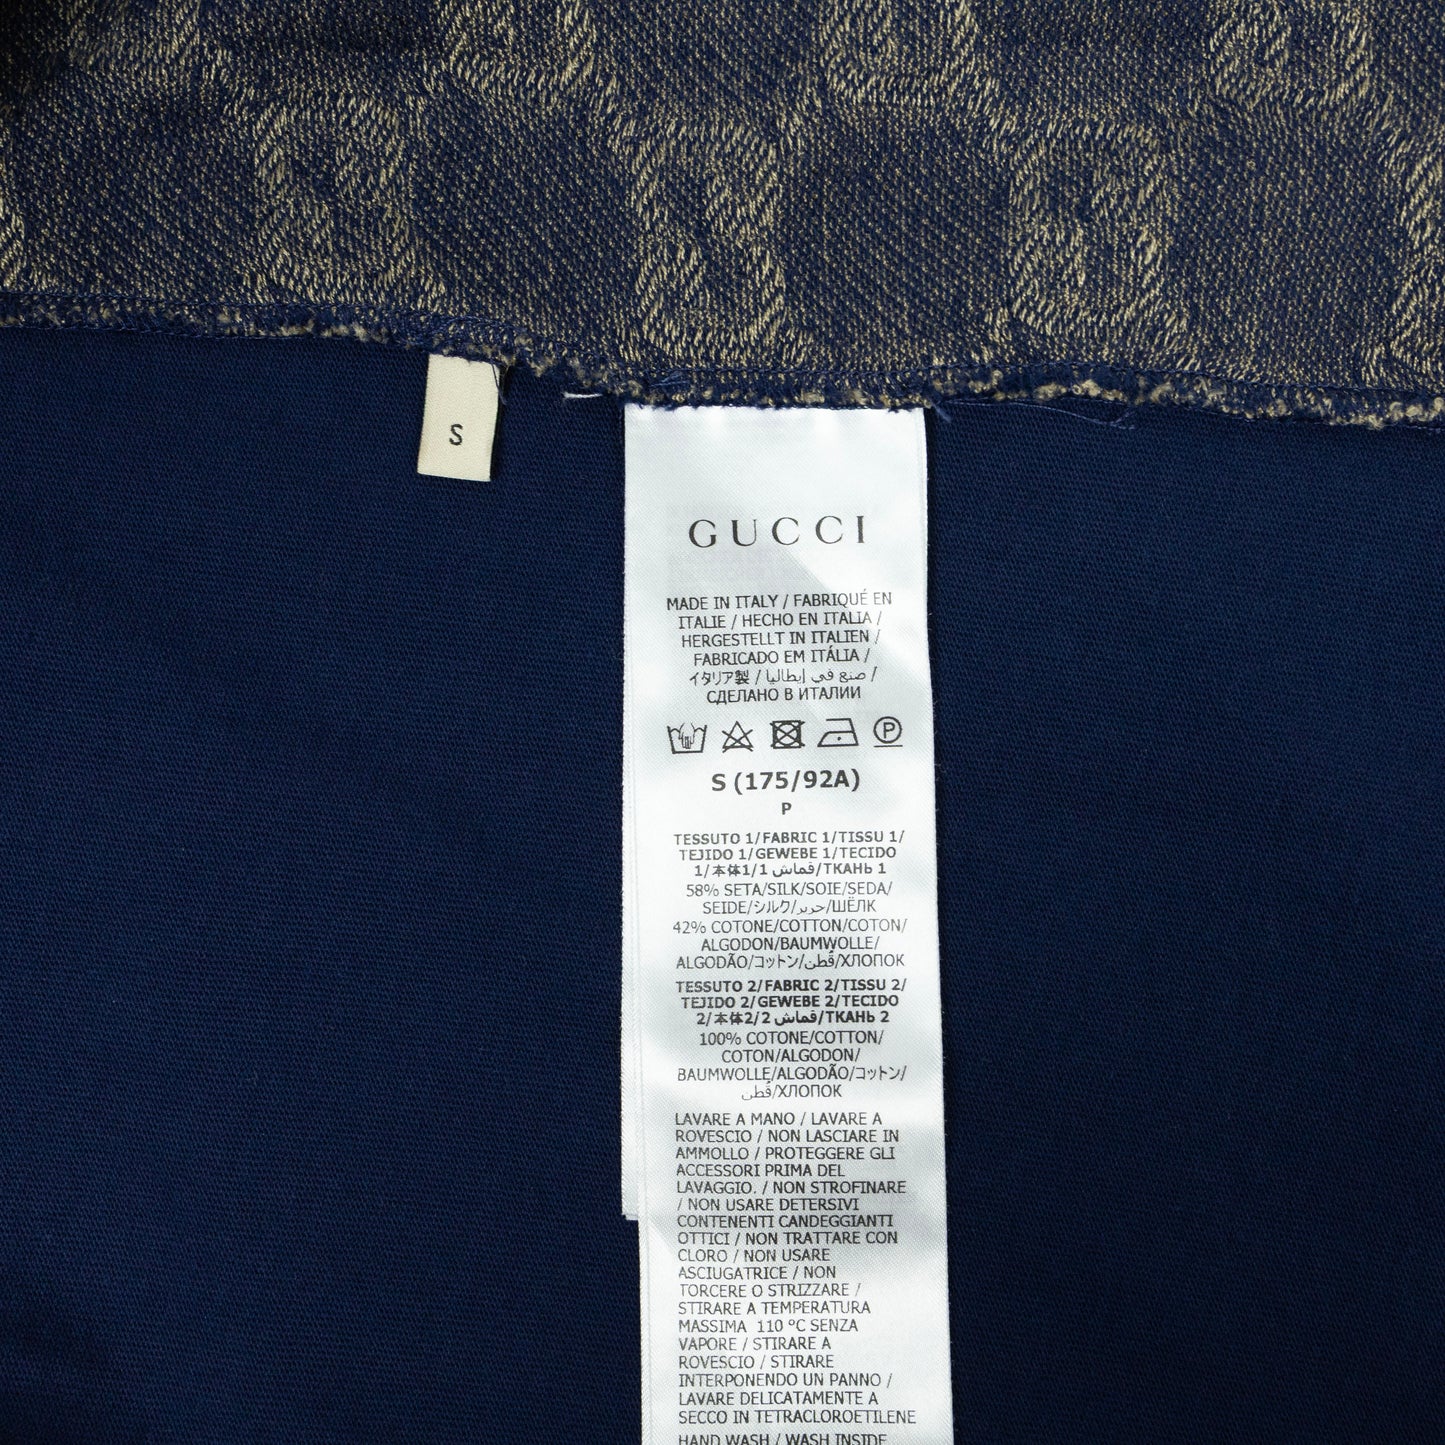 S
GUCCI
MADE IN ITALY / FABRIQUÉ EN
ITALIE / HECHO EN ITALIA /
HERGESTELLT IN ITALIEN /
FABRICADO EM ITÁLIA /
イタリア製 / صنع في إيطاليا /
СДЕЛАНО В ИТАЛИИ
P
S (175/92A)
P
TESSUTO 1/FABRIC 1/TISSU 1/
TEJIDO 1/GEWEBE 1/TECIDO
1/本体1/قماش 1/ТКАНЬ 1
58% SETA/SILK/SOIE/SEDA/
SEIDE/シルク/حرير/ШЁЛК
42% COTONE/COTTON/COTON/
ALGODON/BAUMWOLLE/
ALGODÃO/コットン/قُطن/ХЛОПОК
TESSUTO 2/FABRIC 2/TISSU 2/
TEJIDO 2/GEWEBE 2/TECIDO
2/本体2/قماش 2/ТКАНЬ 2
100% COTONE/COTTON/
COTON/ALGODON/
BAUMWOLLE/ALGODÃO/コットン/
قُطن/ХЛОПОК
LAVARE A MANO / LAVARE A
ROVESCIO / NON LASCIARE IN
AMMOLLO / PROTEGGERE GLI
ACCESSORI PRIMA DEL
LAVAGGIO. / NON STROFINARE
/ NON USARE DETERSIVI
CONTENENTI CANDEGGIANTI
OTTICI / NON TRATTARE CON
CLORO / NON USARE
ASCIUGATRICE / NON
TORCERE O STRIZZARE /
STIRARE A TEMPERATURA
MASSIMA 110 °C SENZA
VAPORE / STIRARE A
ROVESCIO / STIRARE
INTERPONENDO UN PANNO /
LAVARE DELICATAMENTE A
SECCO IN TETRACLOROETILENE
HAND WASH / WASH INSIDE